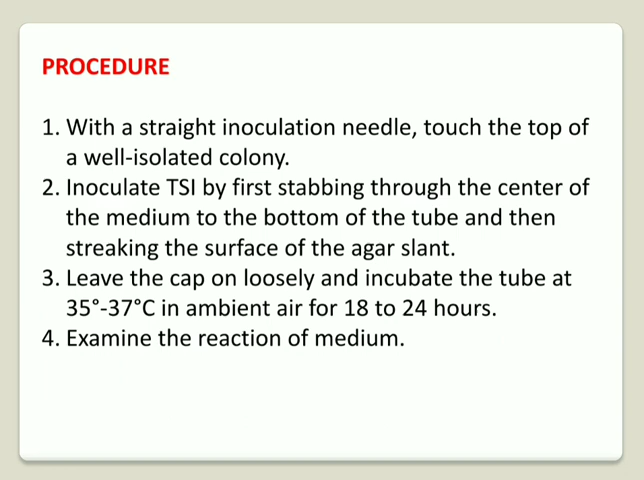 PROCEDURE
1. With a straight inoculation needle, touch the top of
a well-isolated colony.
2. Inoculate TSI by first stabbing through the center of
the medium to the bottom of the tube and then
streaking the surface of the agar slant.
3. Leave the cap on loosely and incubate the tube at
35°-37°C in ambient air for 18 to 24 hours.
4. Examine the reaction of medium.